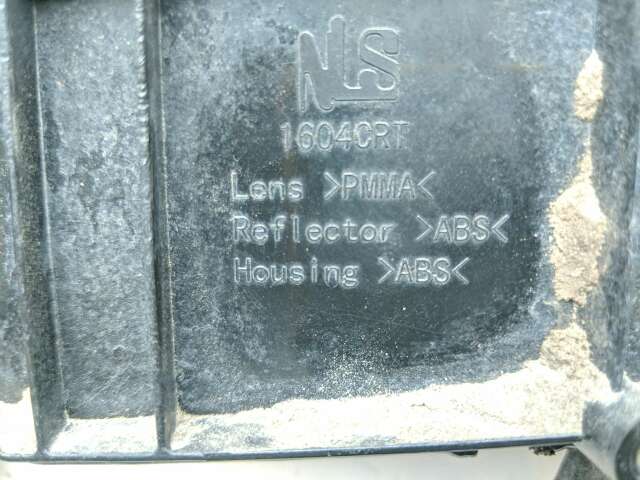 NLS
1604CRT
Lens >PMMA<
Reflector >ABS<
Housing >ABS<